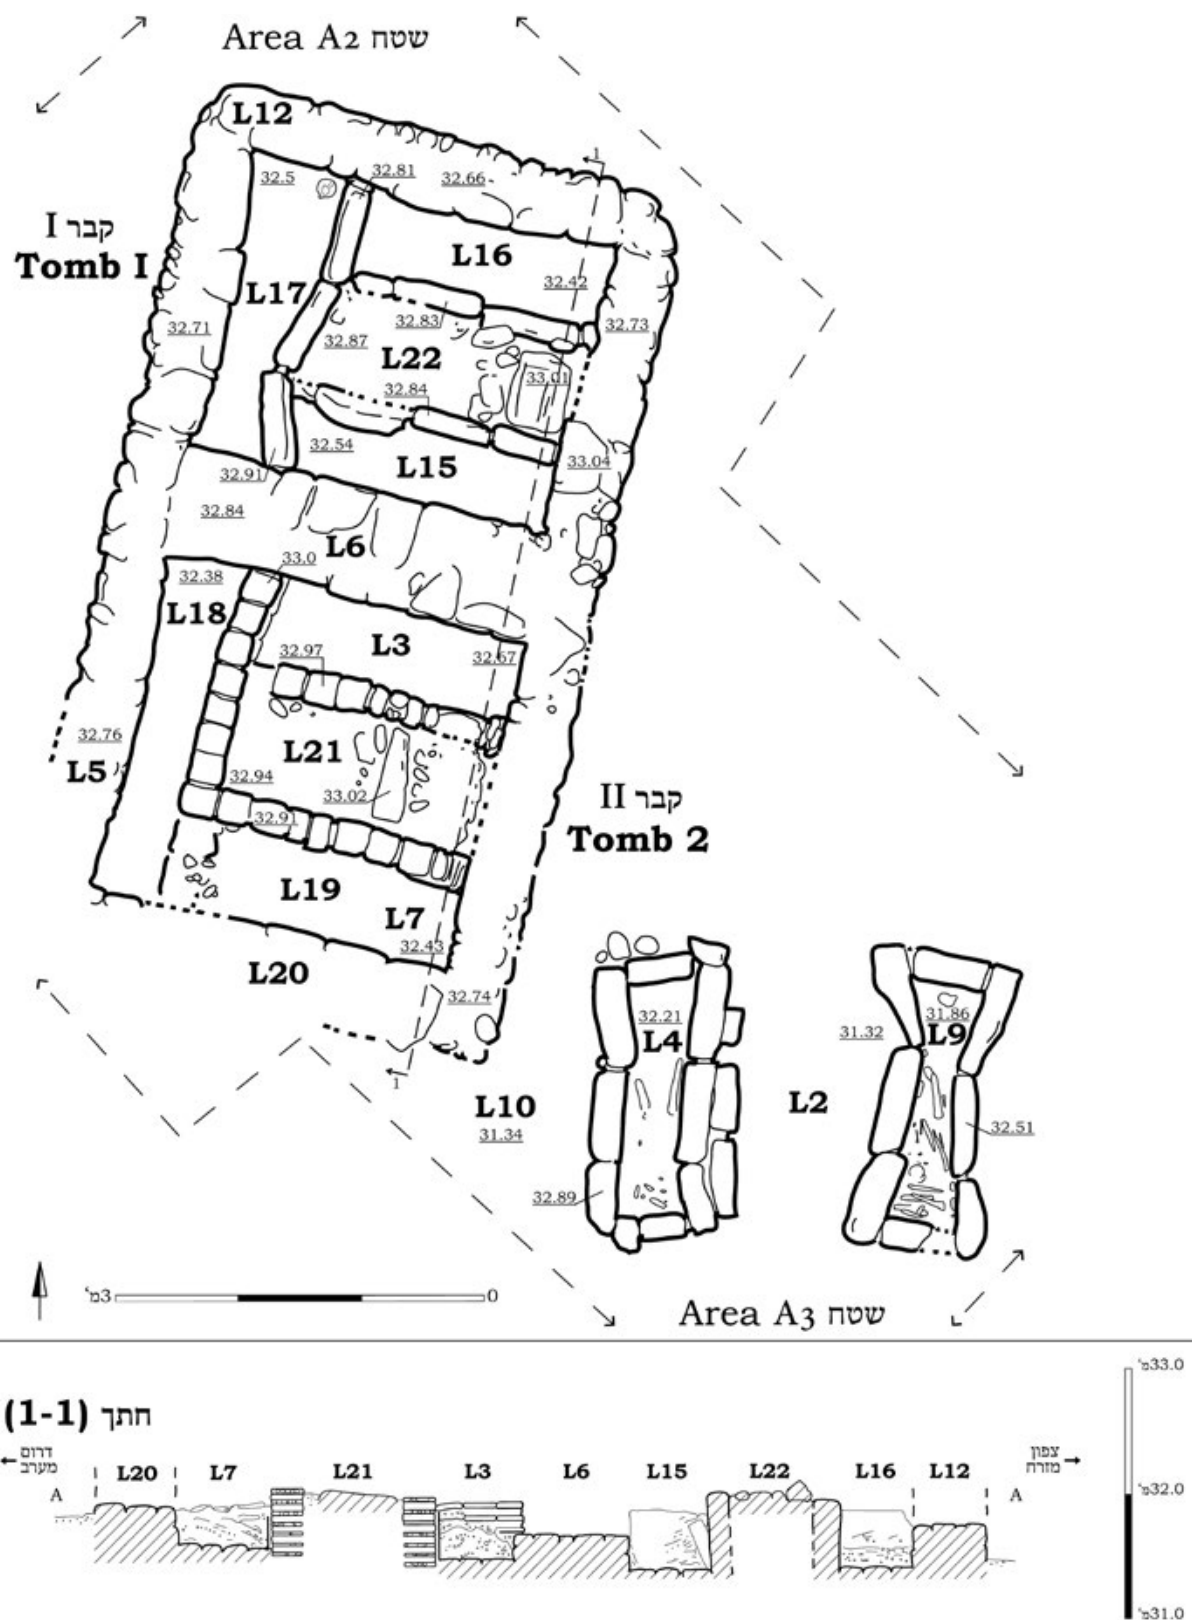 Area A2 שטח
L12
1
32.5
32.81
32.66
קבר I
Tomb I
L16
32.42
L17
32.71
32.83
32.73
32.87
L22
33.01
32.84
32.54
L15
33.04
32.91
32.84
L6
33.0
32.38
L18
L3
32.97
32.67
32.76
L5
L21
32.94
33.02
32.91
קבר II
Tomb 2
L19
L7
32.43
L20
32.74
1
32.21
L4
31.86
31.32
L9
L10
31.34
L2
32.51
32.89
3מ'
0
Area A3 שטח
33.0מ'
חתך (1-1)
דרום
מערב
צפון
מזרח
L20 L7 L21 L3 L6 L15 L22 L16 L12
A A
32.0מ'
31.0מ'